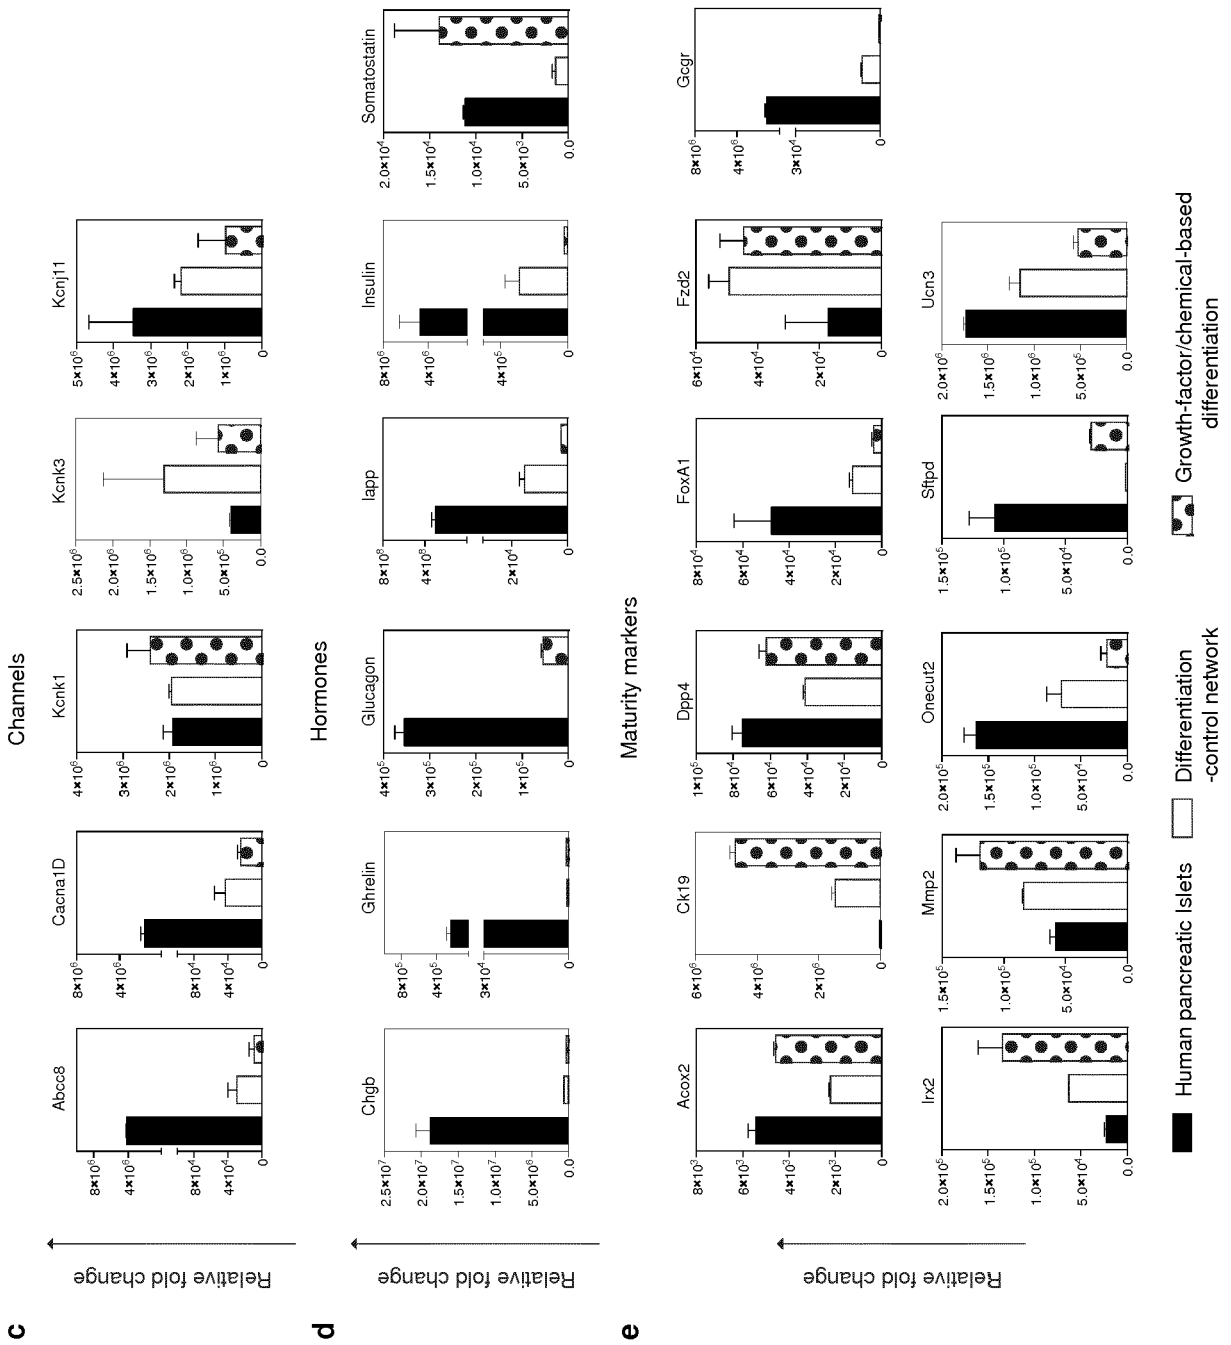 c
Channels
Relative fold change
Abcc8
8×10⁶
4×10⁶
8×10⁴
4×10⁴
0
Cacna1D
8×10⁶
4×10⁶
8×10⁴
4×10⁴
0
Kcnk1
4×10⁶
3×10⁶
2×10⁶
1×10⁶
0
Kcnk3
2.5×10⁶
2.0×10⁶
1.5×10⁶
1.0×10⁶
5.0×10⁵
0.0
Kcnj11
5×10⁶
4×10⁶
3×10⁶
2×10⁶
1×10⁶
0
d
Hormones
Relative fold change
Chgb
2.5×10⁷
2.0×10⁷
1.5×10⁷
1.0×10⁷
5.0×10⁶
0.0
Ghrelin
8×10⁵
4×10⁵
3×10⁴
0
Glucagon
4×10⁵
3×10⁵
2×10⁵
1×10⁵
0
Iapp
8×10⁶
4×10⁶
2×10⁴
0
Insulin
8×10⁶
4×10⁶
4×10⁵
0
Somatostatin
2.0×10⁴
1.5×10⁴
1.0×10⁴
5.0×10³
0.0
e
Maturity markers
Relative fold change
Acox2
8×10³
6×10³
4×10³
2×10³
0
Ck19
6×10⁶
4×10⁶
2×10⁶
0
Dpp4
1×10⁵
8×10⁴
6×10⁴
4×10⁴
2×10⁴
0
FoxA1
8×10⁴
6×10⁴
4×10⁴
2×10⁴
0
Fzd2
6×10⁴
4×10⁴
2×10⁴
0
Gcgr
8×10⁶
4×10⁶
3×10⁴
0
Irx2
2.0×10⁵
1.5×10⁵
1.0×10⁵
5.0×10⁴
0.0
Mmp2
1.5×10⁵
1.0×10⁵
5.0×10⁴
0.0
Onecut2
2.0×10⁵
1.5×10⁵
1.0×10⁵
5.0×10⁴
0.0
Sftpd
1.5×10⁵
1.0×10⁵
5.0×10⁴
0.0
Ucn3
2.0×10⁶
1.5×10⁶
1.0×10⁶
5.0×10⁵
0.0
Human pancreatic Islets
Differentiation
-control network
Growth-factor/chemical-based
differentiation